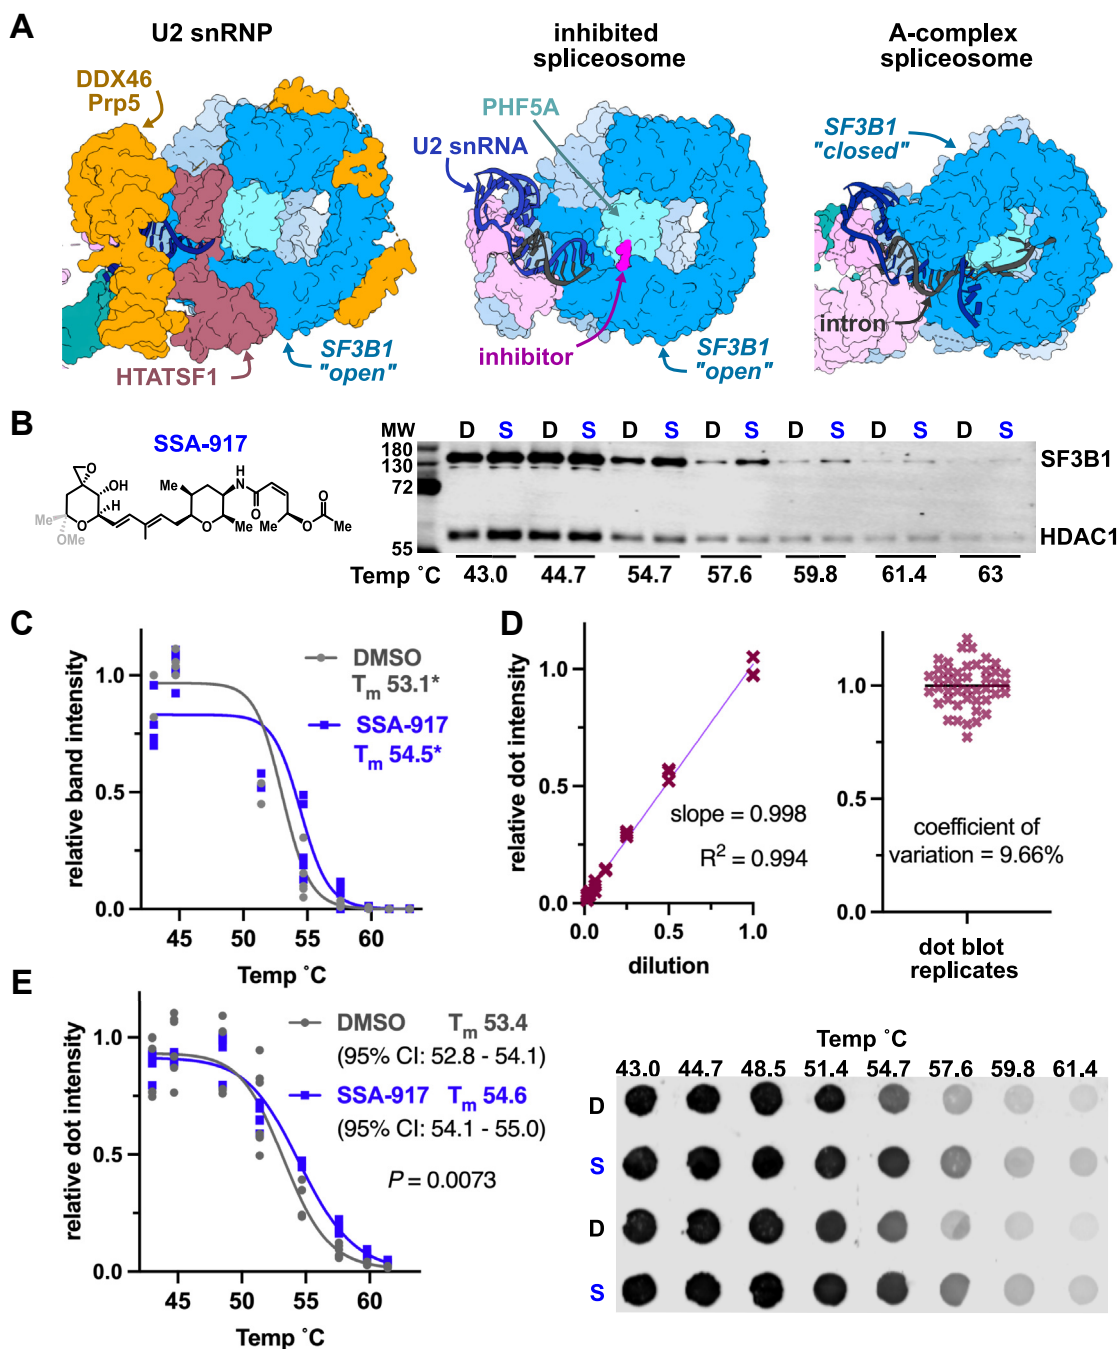 A
U2 snRNP
inhibited
spliceosome
A-complex
spliceosome
DDX46
Prp5
PHF5A
U2 snRNA
SF3B1
"closed"
HTATSF1
SF3B1
"open"
inhibitor
SF3B1
"open"
intron
B
SSA-917
O
OH
H
Me
OMe
O
Me
H
N
O
Me
O
Me
O
O
Me
MW
D S D S D S D S D S D S D S
180
130
72
55
SF3B1
HDAC1
Temp °C 43.0 44.7 54.7 57.6 59.8 61.4 63
C
relative band intensity
1.0
0.5
0.0
45 50 55 60
Temp ˚C
DMSO
Tm 53.1*
SSA-917
Tm 54.5*
D
relative dot intensity
1.0
0.5
0.0
0.0 0.5 1.0
dilution
slope = 0.998
R2 = 0.994
1.0
0.5
0.0
coefficient of
variation = 9.66%
dot blot
replicates
E
relative dot intensity
1.0
0.5
0.0
45 50 55 60
Temp ˚C
DMSO Tm 53.4
(95% CI: 52.8 - 54.1)
SSA-917 Tm 54.6
(95% CI: 54.1 - 55.0)
P = 0.0073
Temp ˚C
43.0 44.7 48.5 51.4 54.7 57.6 59.8 61.4
D
S
D
S